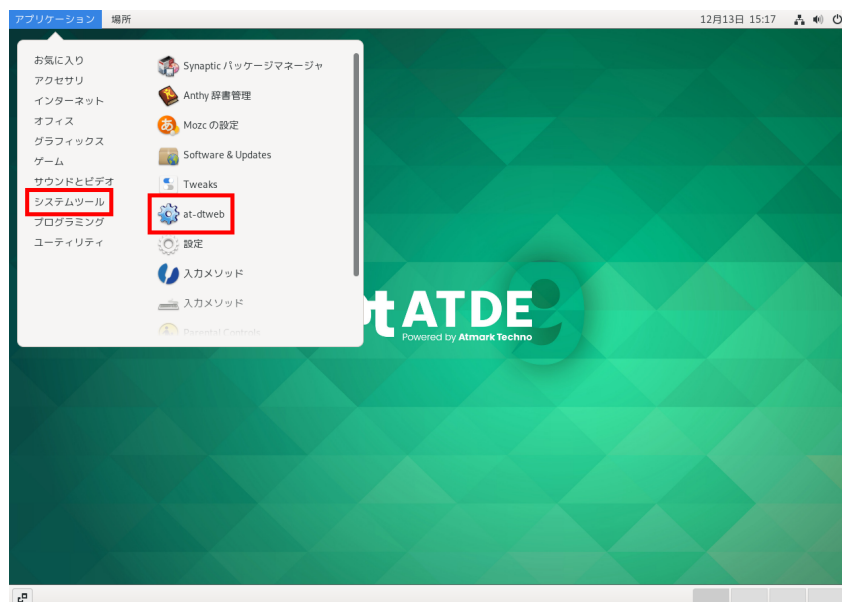 アプリケーション 場所 12月13日 15:17
お気に入り
アクセサリ
インターネット
オフィス
グラフィックス
ゲーム
サウンドとビデオ
システムツール
プログラミング
ユーティリティ
Synaptic パッケージマネージャ
Anthy 辞書管理
Mozc の設定
Software & Updates
Tweaks
at-dtweb
設定
入力メソッド
入力メソッド
Parental Controls
t ATDE
Powered by Atmark Techno
9